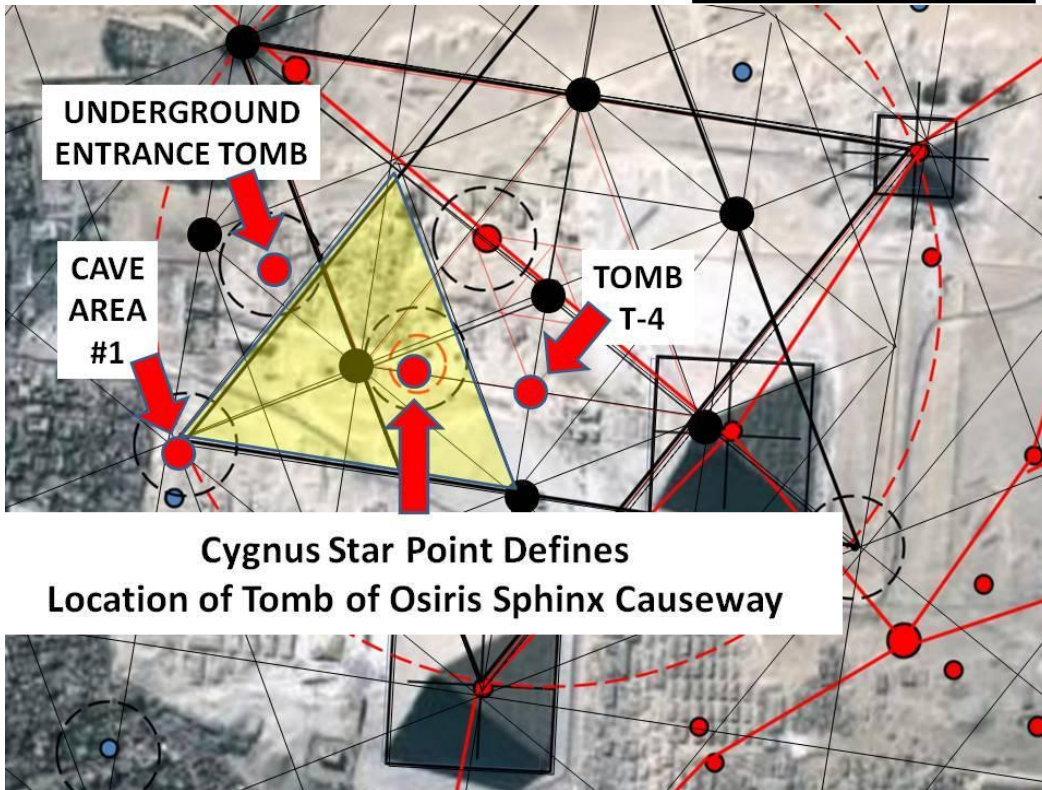 UNDERGROUND
ENTRANCE TOMB
CAVE
AREA
#1
TOMB
T-4
Cygnus Star Point Defines
Location of Tomb of Osiris Sphinx Causeway